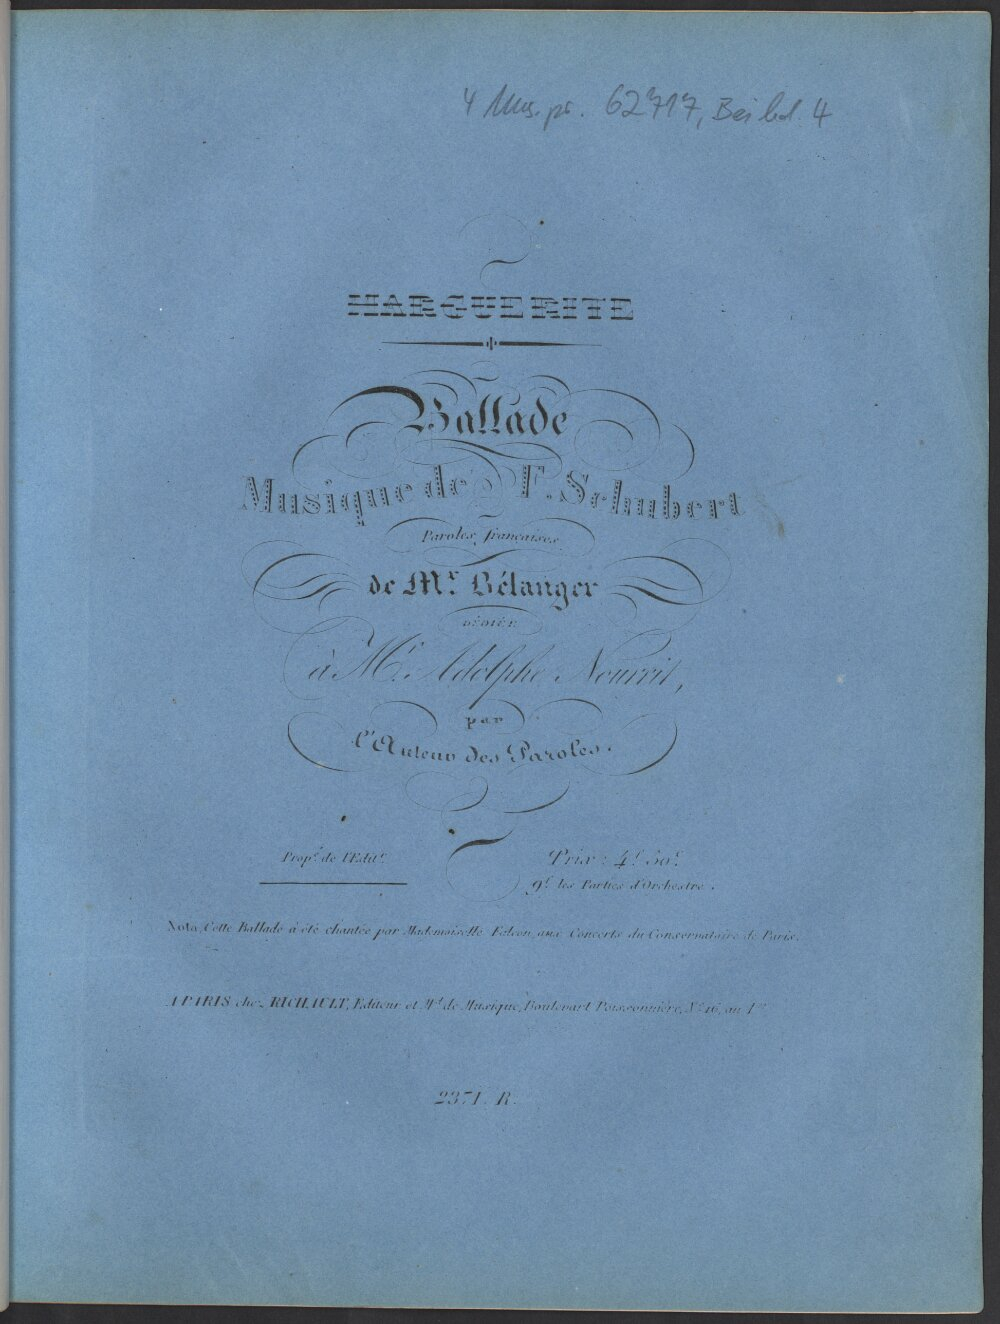 4 Mus. pr. 62717, Beibd. 4
MARGUERITE
Ballade
Musique de F. Schubert
Paroles françaises
de Mr. Bélanger
DÉDIÉE
à Mr. Adolphe Nourrit,
par
l'Auteur des Paroles.
Propé. de l'Editr.
Prix: 4f. 50c.
9f. les Parties d'Orchestre.
Nota, Cette Ballade à été chantée par Mademoiselle Falcon, aux Concerts du Conservatoire de Paris.
A PARIS chez RICHAULT, Editeur et Md. de Musique, Boulevart Poissonnière, No. 16, au 1er.
2371. R.